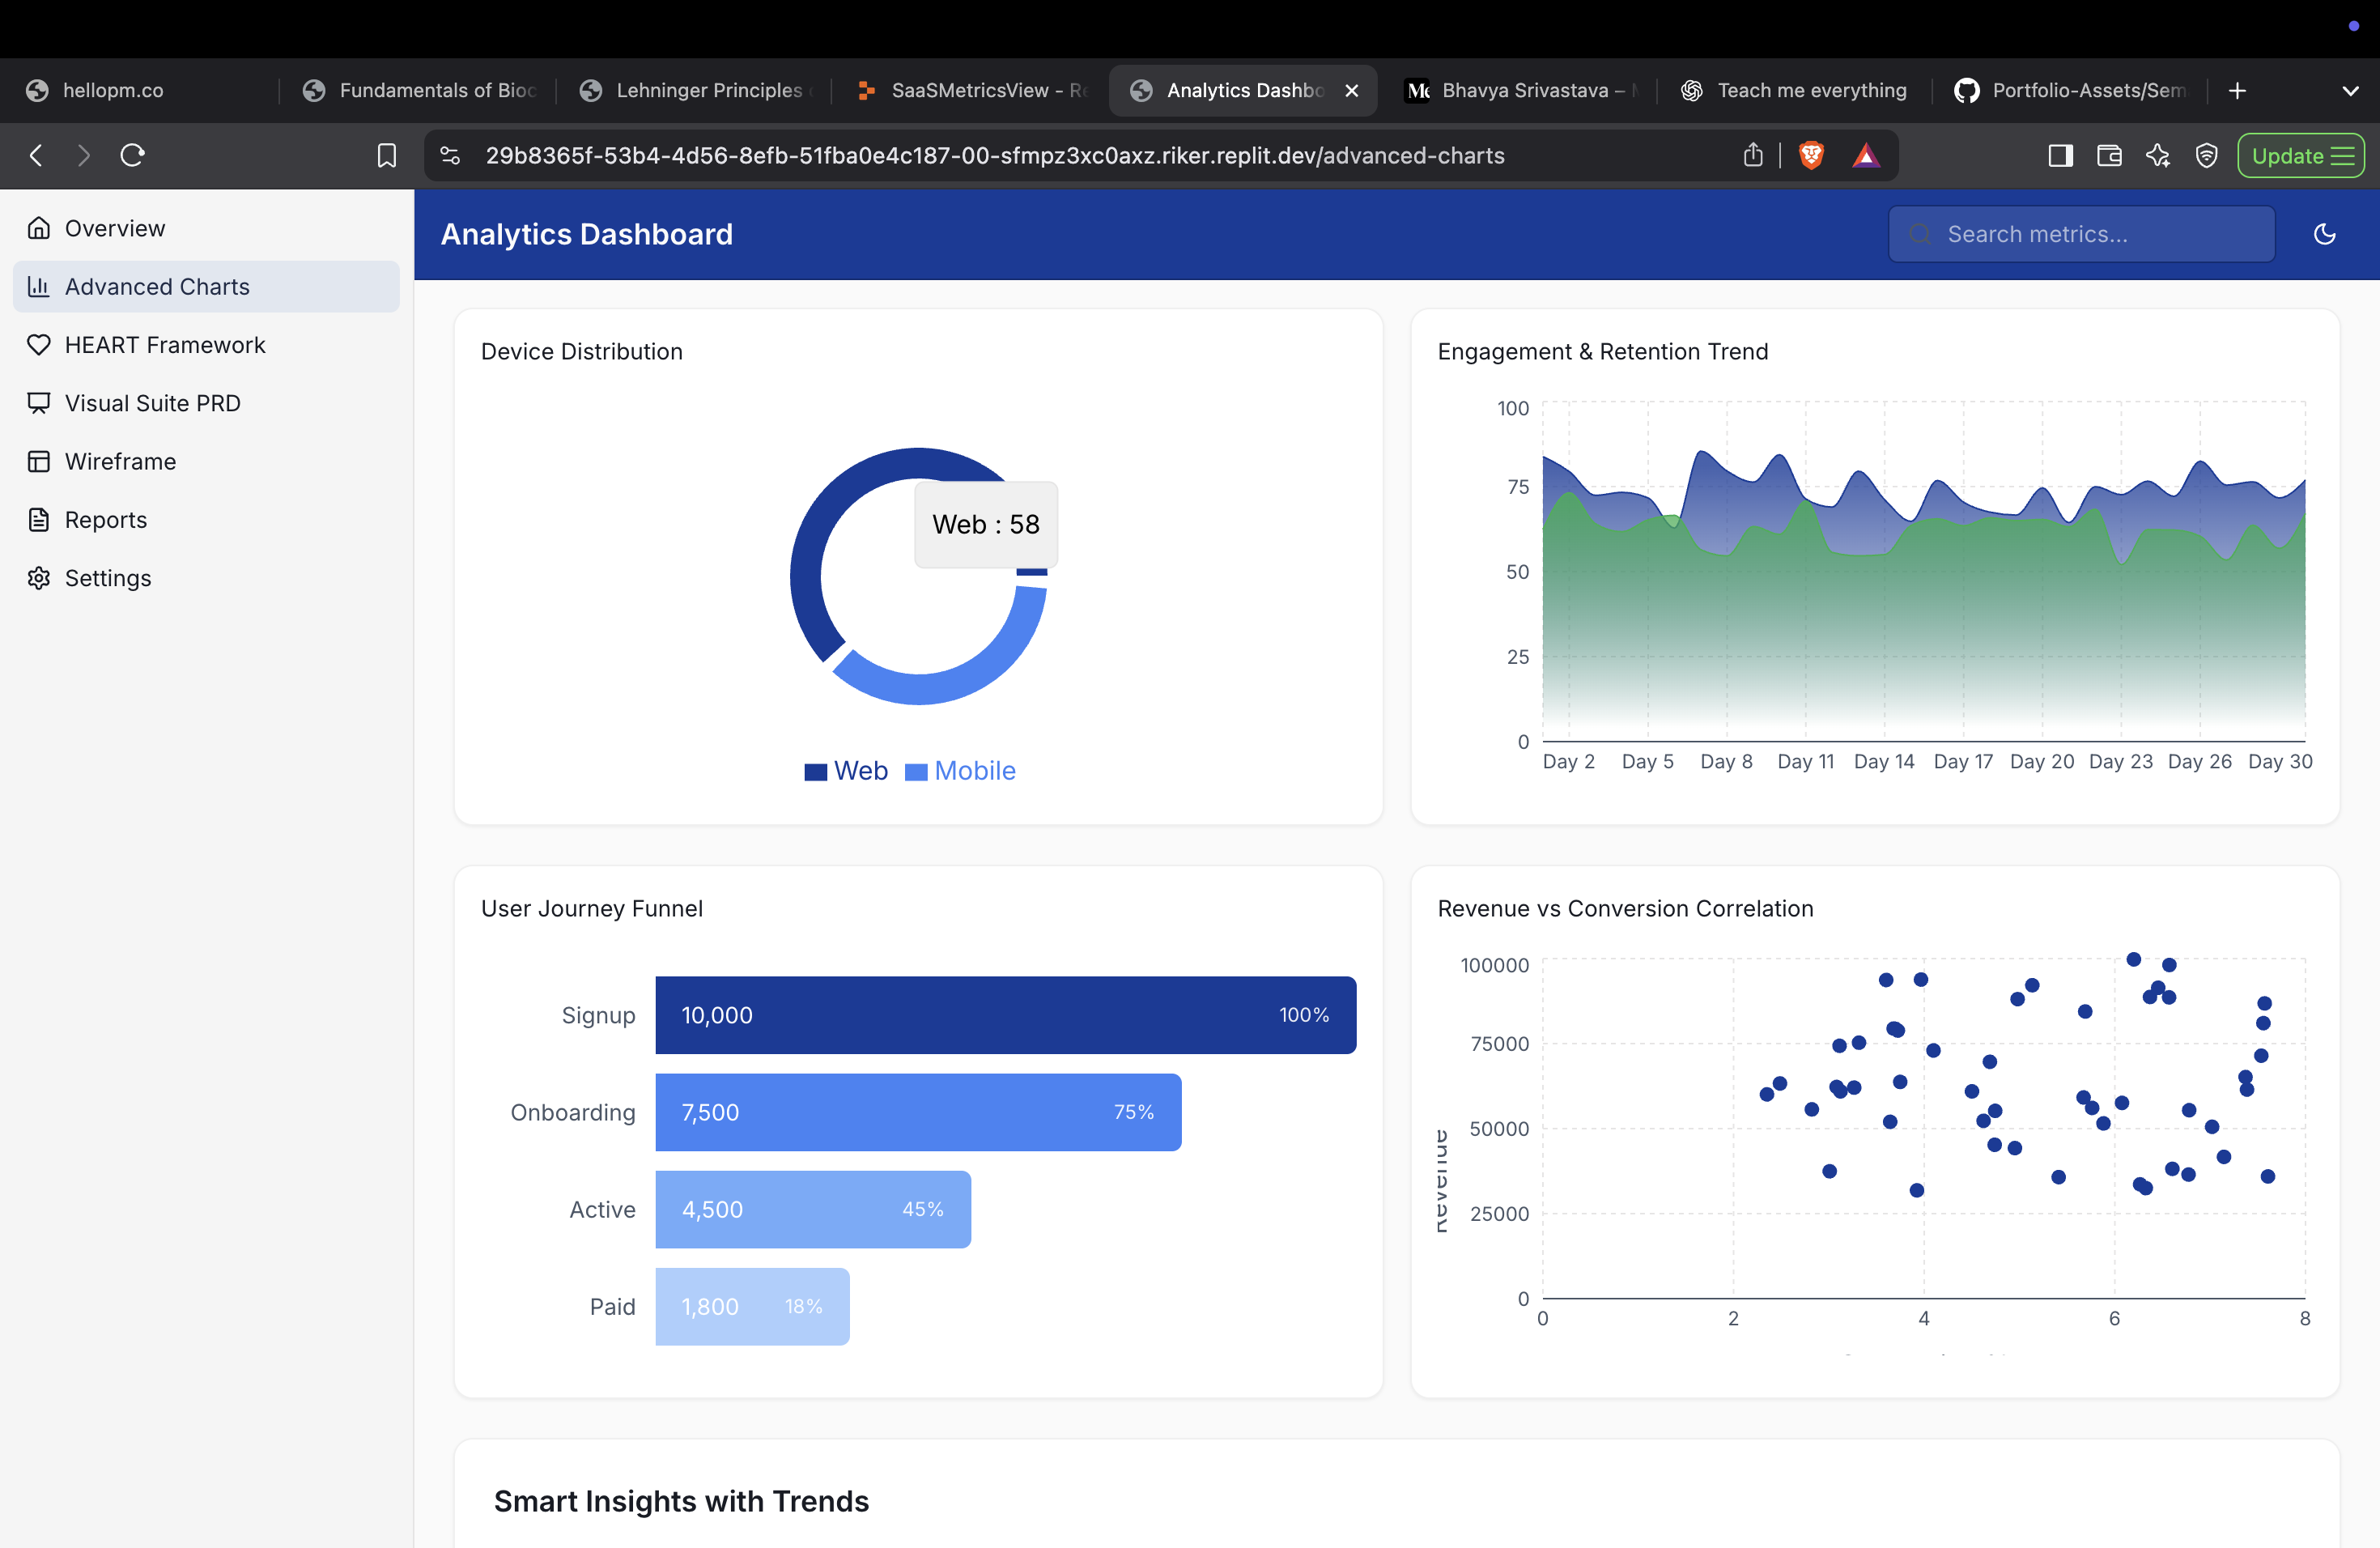 hellopm.co
Fundamentals of Bioc
Lehninger Principles
SaaSMetricsView - Re
Analytics Dashbo
Bhavya Srivastava –
Teach me everything
Portfolio-Assets/Sem
29b8365f-53b4-4d56-8efb-51fba0e4c187-00-sfmpz3xc0axz.riker.replit.dev/advanced-charts
Update
Overview
Advanced Charts
HEART Framework
Visual Suite PRD
Wireframe
Reports
Settings
Analytics Dashboard
Search metrics...
Device Distribution
Web : 58
Web Mobile
Engagement & Retention Trend
100
75
50
25
0
Day 2 Day 5 Day 8 Day 11 Day 14 Day 17 Day 20 Day 23 Day 26 Day 30
User Journey Funnel
Signup 10,000 100%
Onboarding 7,500 75%
Active 4,500 45%
Paid 1,800 18%
Revenue vs Conversion Correlation
Revenue
100000
75000
50000
25000
0
0 2 4 6 8
Smart Insights with Trends